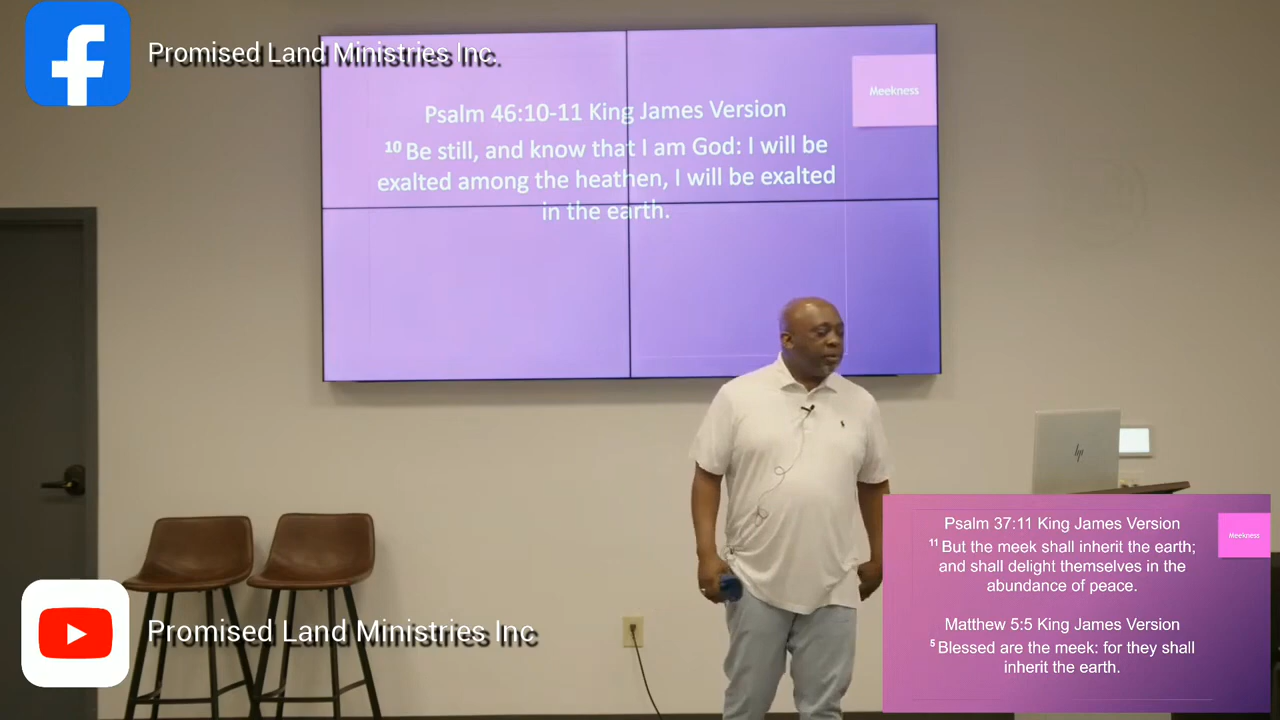 Promised Land Ministries Inc.
Meekness
Psalm 46:10-11 King James Version
10 Be still, and know that I am God: I will be
exalted among the heathen, I will be exalted
in the earth.
hp
Psalm 37:11 King James Version
Meekness
11 But the meek shall inherit the earth;
and shall delight themselves in the
abundance of peace.
Matthew 5:5 King James Version
5 Blessed are the meek: for they shall
inherit the earth.
Promised Land Ministries Inc